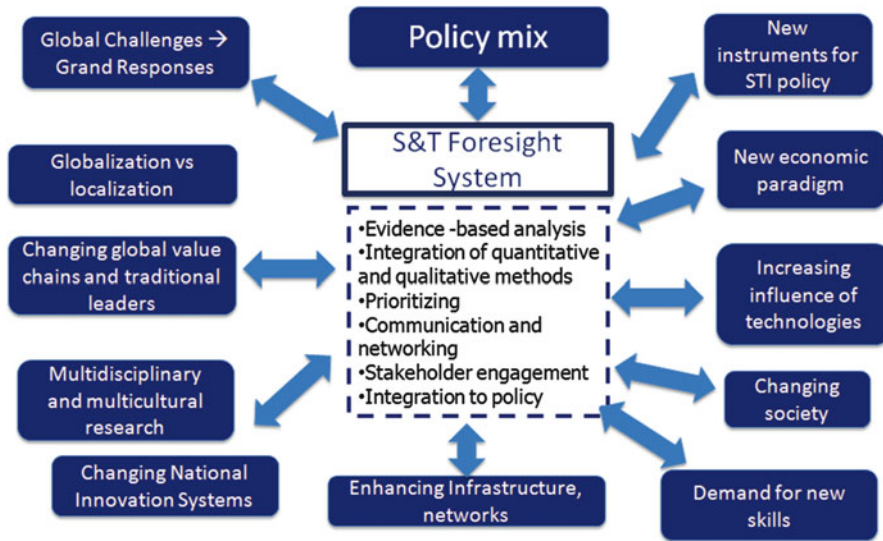 Global Challenges →
Grand Responses
Policy mix
New
instruments for
STI policy
S&T Foresight
System
Globalization vs
localization
New economic
paradigm
•Evidence -based analysis
•Integration of quantitative
and qualitative methods
•Prioritizing
•Communication and
networking
•Stakeholder engagement
•Integration to policy
Changing global value
chains and traditional
leaders
Increasing
influence of
technologies
Multidisciplinary
and multicultural
research
Changing
society
Changing National
Innovation Systems
Enhancing Infrastructure,
networks
Demand for new
skills